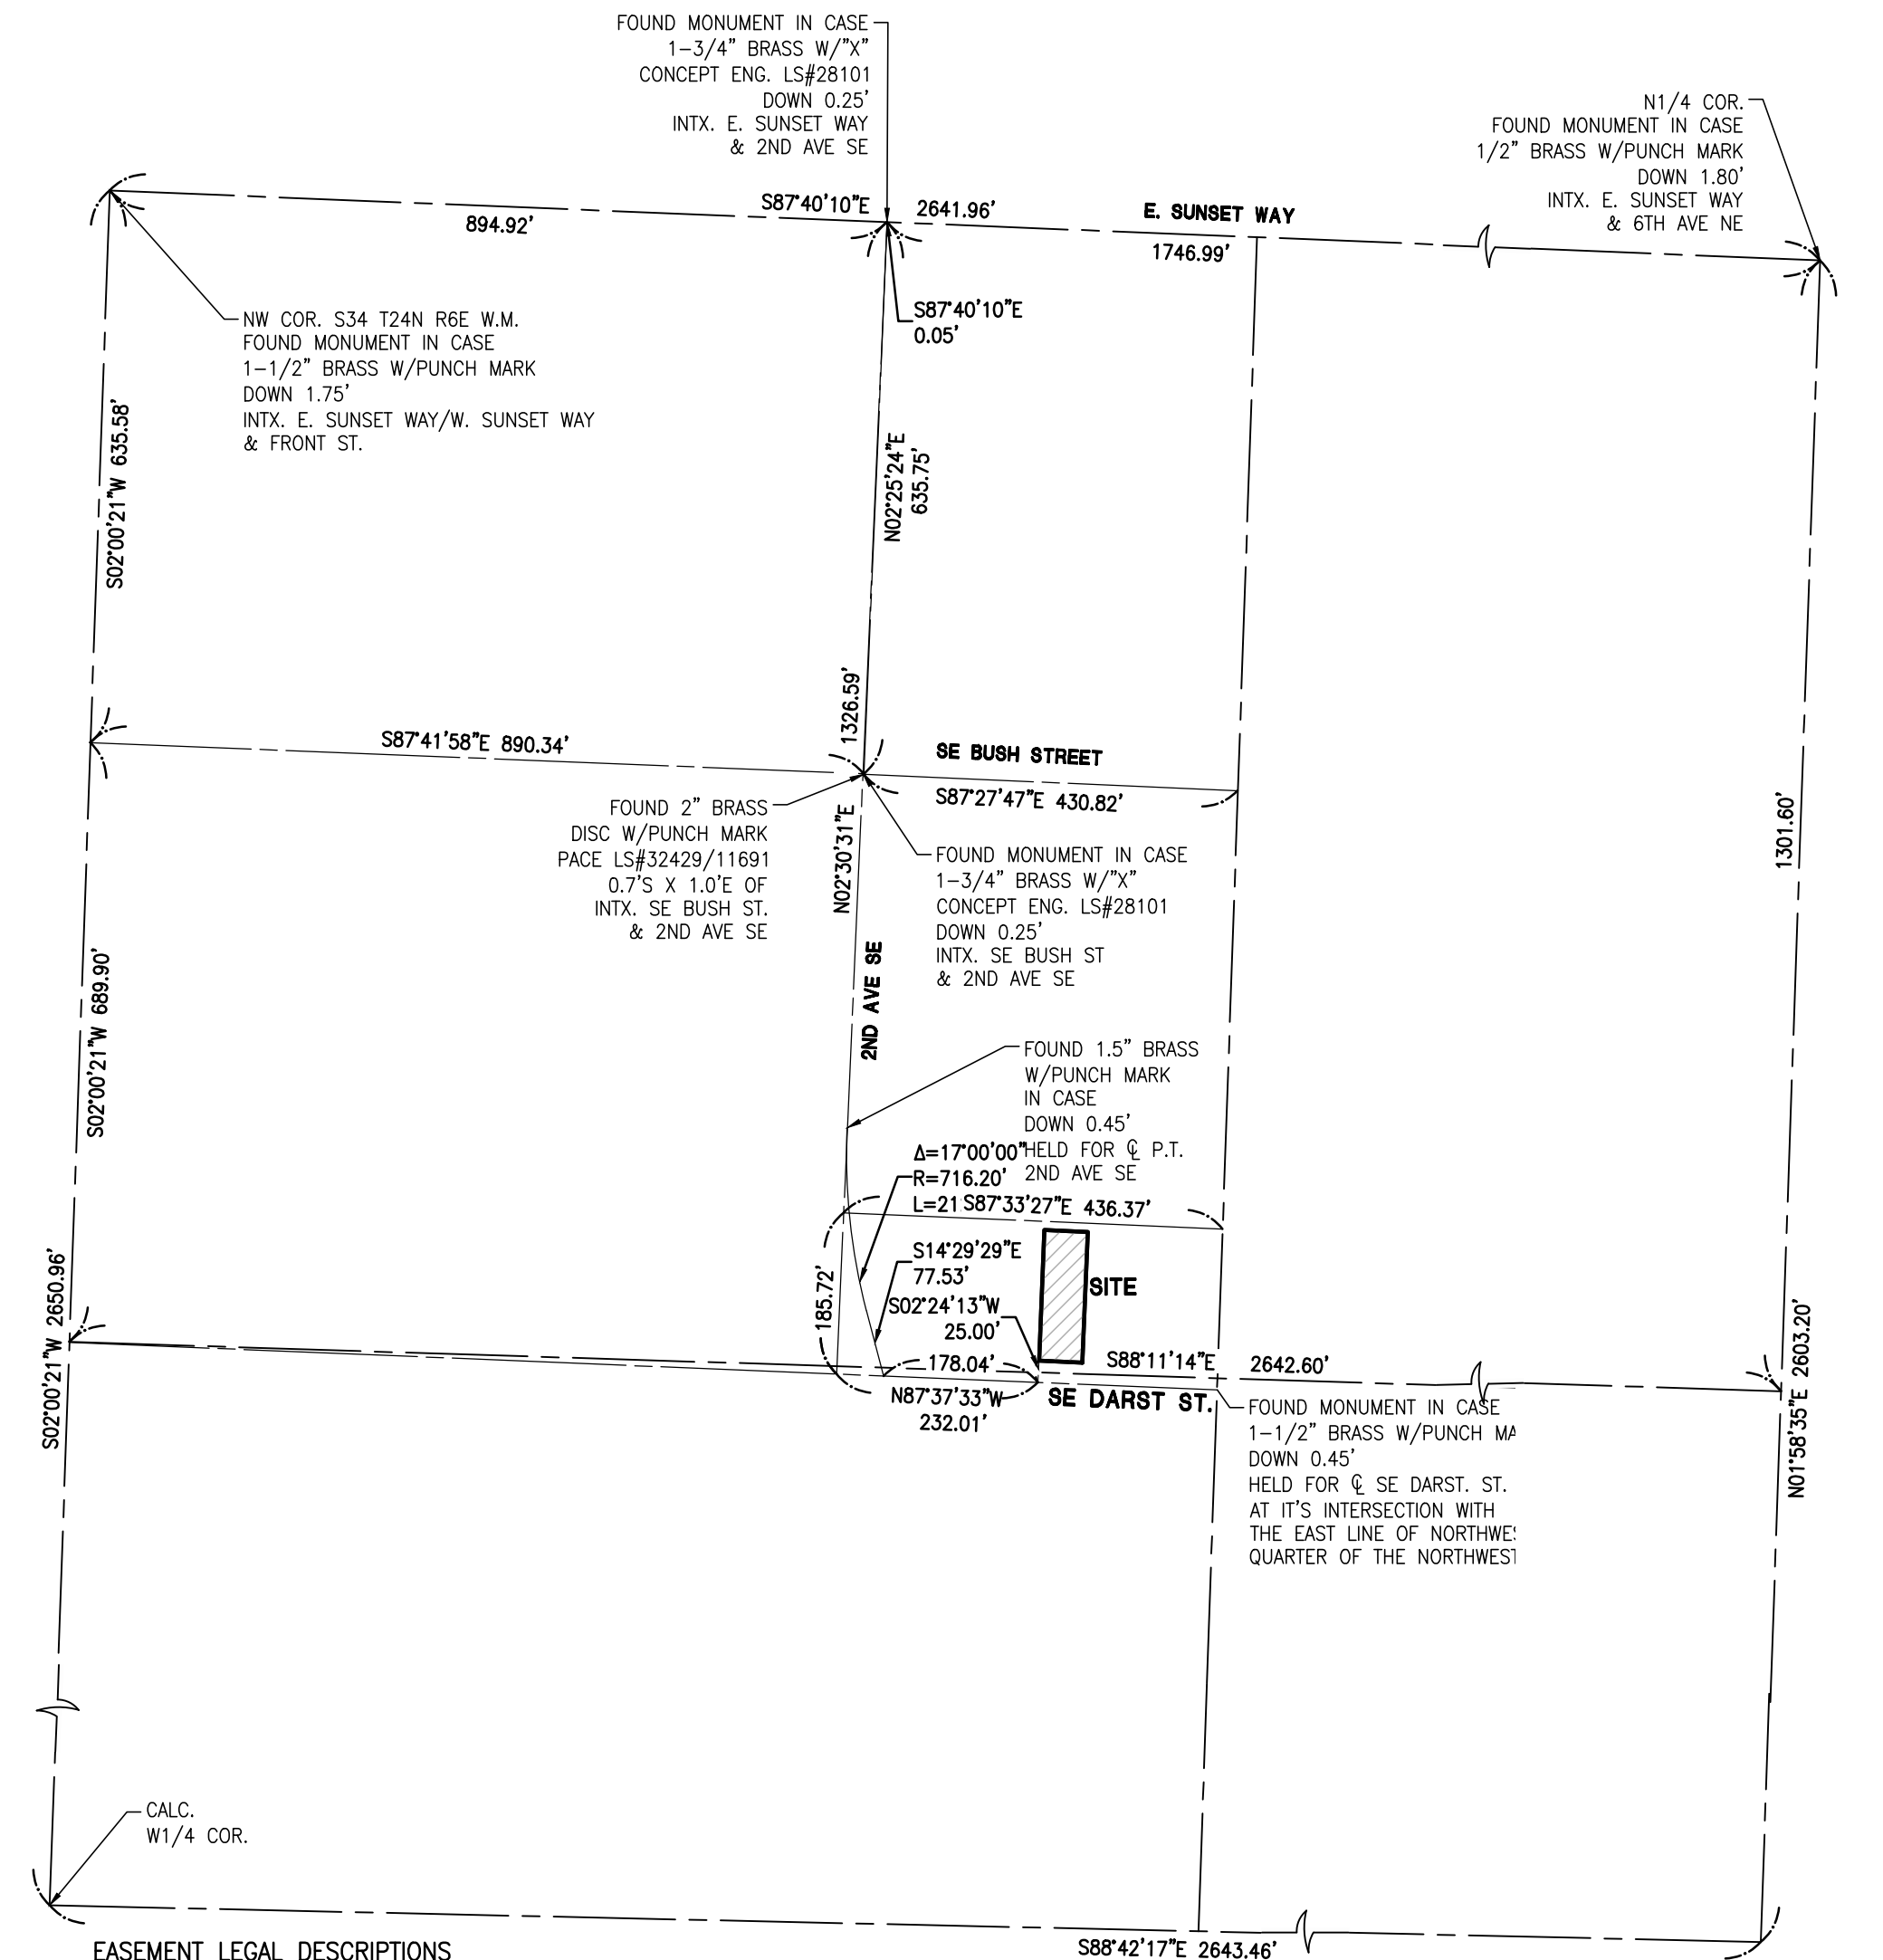 FOUND MONUMENT IN CASE
1-3/4" BRASS W/"X"
CONCEPT ENG. LS#28101
DOWN 0.25'
INTX. E. SUNSET WAY
& 2ND AVE SE
N1/4 COR.
FOUND MONUMENT IN CASE
1/2" BRASS W/PUNCH MARK
DOWN 1.80'
INTX. E. SUNSET WAY
& 6TH AVE NE
S87°40'10"E 2641.96'
894.92'
E. SUNSET WAY
1746.99'
S87°40'10"E
0.05'
NW COR. S34 T24N R6E W.M.
FOUND MONUMENT IN CASE
1-1/2" BRASS W/PUNCH MARK
DOWN 1.75'
INTX. E. SUNSET WAY/W. SUNSET WAY
& FRONT ST.
S02°00'21"W 635.58'
N02°25'24"E
635.75'
1326.59'
S87°41'58"E 890.34'
SE BUSH STREET
S87°27'47"E 430.82'
FOUND 2" BRASS
DISC W/PUNCH MARK
PACE LS#32429/11691
0.7'S X 1.0'E OF
INTX. SE BUSH ST.
& 2ND AVE SE
N02°30'31"E
FOUND MONUMENT IN CASE
1-3/4" BRASS W/"X"
CONCEPT ENG. LS#28101
DOWN 0.25'
INTX. SE BUSH ST
& 2ND AVE SE
1301.60'
S02°00'21"W 689.90'
2ND AVE SE
FOUND 1.5" BRASS
W/PUNCH MARK
IN CASE
DOWN 0.45'
HELD FOR ℄ P.T.
2ND AVE SE
Δ=17°00'00"
R=716.20'
L=21
S87°33'27"E 436.37'
S14°29'29"E
77.53'
S02°24'13"W
25.00'
SITE
185.72'
S02°00'21"W 2650.96'
178.04'
S88°11'14"E 2642.60'
N87°37'33"W
232.01'
SE DARST ST.
N01°58'35"E 2603.20'
FOUND MONUMENT IN CASE
1-1/2" BRASS W/PUNCH MA
DOWN 0.45'
HELD FOR ℄ SE DARST. ST.
AT IT'S INTERSECTION WITH
THE EAST LINE OF NORTHWES
QUARTER OF THE NORTHWEST
CALC.
W1/4 COR.
S88°42'17"E 2643.46'
EASEMENT LEGAL DESCRIPTIONS